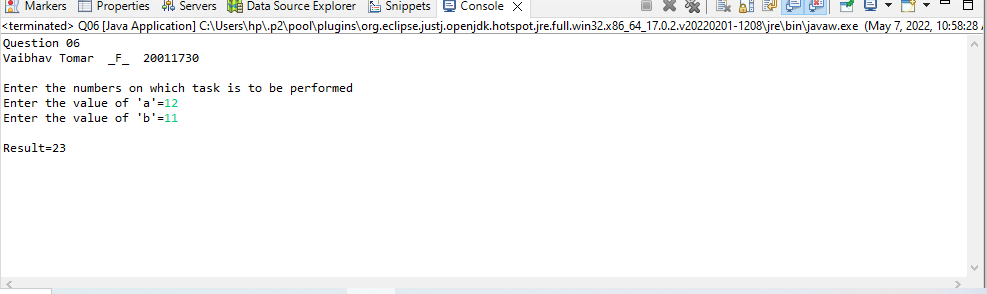 Markers Properties Servers Data Source Explorer Snippets Console
<terminated> Q06 [Java Application] C:\Users\hp\.p2\pool\plugins\org.eclipse.justj.openjdk.hotspot.jre.full.win32.x86_64_17.0.2.v20220201-1208\jre\bin\javaw.exe (May 7, 2022, 10:58:28
Question 06
Vaibhav Tomar _F_ 20011730
Enter the numbers on which task is to be performed
Enter the value of 'a'=12
Enter the value of 'b'=11
Result=23